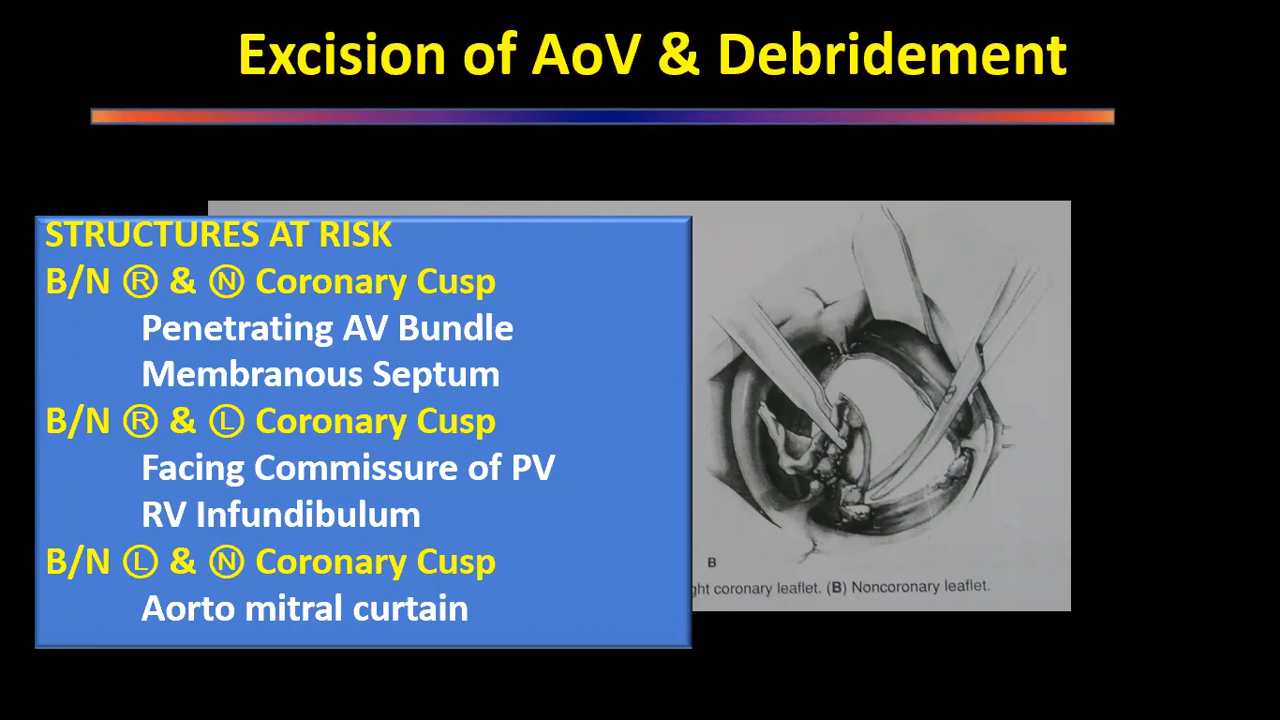 Excision of AoV & Debridement
STRUCTURES AT RISK
B/N Ⓡ & Ⓝ Coronary Cusp
Penetrating AV Bundle
Membranous Septum
B/N Ⓡ & Ⓛ Coronary Cusp
Facing Commissure of PV
RV Infundibulum
B/N Ⓛ & Ⓝ Coronary Cusp
Aorto mitral curtain
B
coronary leaflet. (B) Noncoronary leaflet.